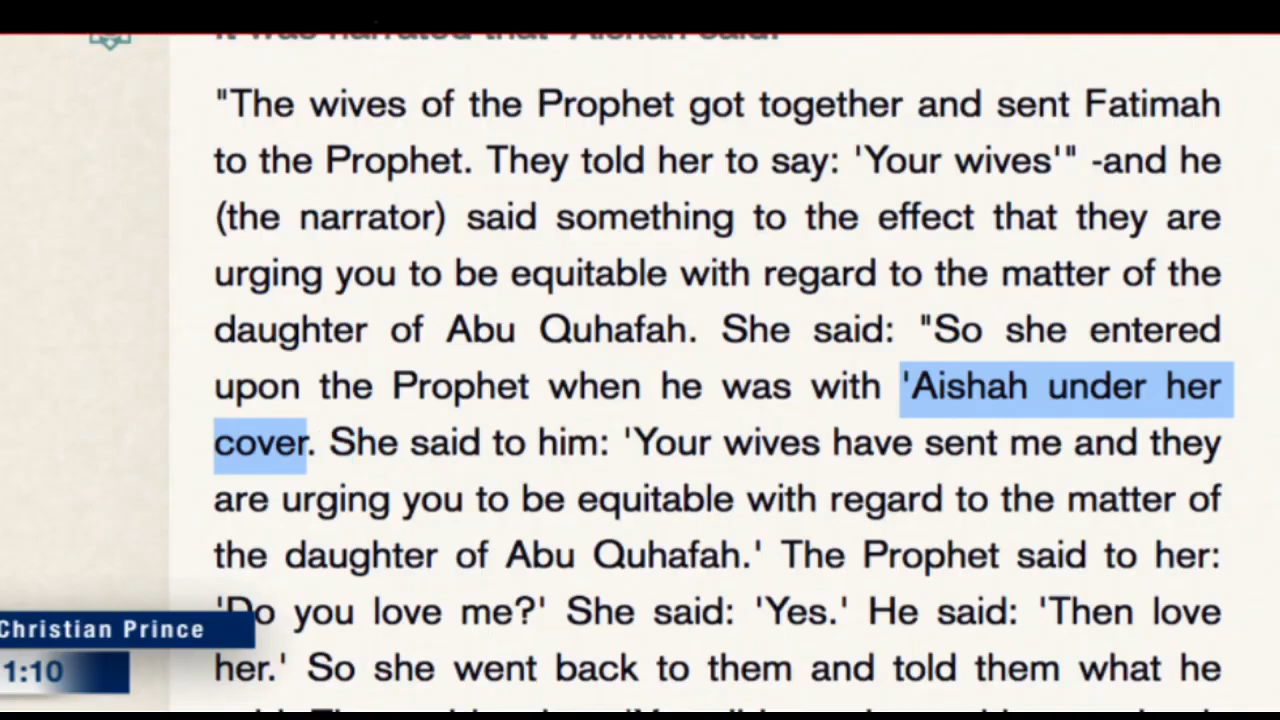 it was narrated that 'Aishah said:
"The wives of the Prophet got together and sent Fatimah
to the Prophet. They told her to say: 'Your wives'" -and he
(the narrator) said something to the effect that they are
urging you to be equitable with regard to the matter of the
daughter of Abu Quhafah. She said: "So she entered
upon the Prophet when he was with 'Aishah under her
cover. She said to him: 'Your wives have sent me and they
are urging you to be equitable with regard to the matter of
the daughter of Abu Quhafah.' The Prophet said to her:
'Do you love me?' She said: 'Yes.' He said: 'Then love
her.' So she went back to them and told them what he
Christian Prince
1:10